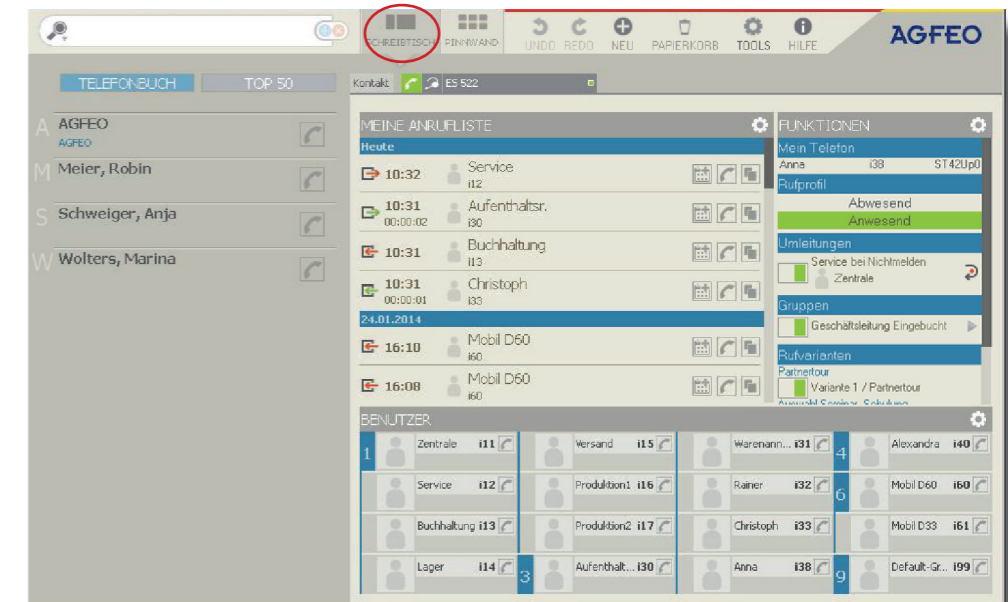 SCHREIBTISCH PINNWAND UNDO REDO NEU PAPIERKORB TOOLS HILFE AGFEO
TELEFONBUCH TOP 50
Kontakt ES 522
A AGFEO
AGFEO
M Meier, Robin
S Schweiger, Anja
W Wolters, Marina
MEINE ANRUFLISTE
Heute
10:32 Service
i12
10:31 Aufenthaltsr.
00:00:02 i30
10:31 Buchhaltung
i13
10:31 Christoph
00:00:01 i33
24.01.2014
16:10 Mobil D60
i60
16:08 Mobil D60
i60
FUNKTIONEN
Mein Telefon
Anna i38 ST42Up0
Rufprofil
Abwesend
Anwesend
Umleitungen
Service bei Nichtmelden
Zentrale
Gruppen
Geschäftsleitung Eingebucht
Rufvarianten
Partnertour
Variante 1 / Partnertour
Auswahl Seminar Schulung
BENUTZER
1 Zentrale i11 Versand i15 Warenann... i31 4 Alexandra i40
Service i12 Produktion1 i16 Rainer i32 6 Mobil D60 i60
Buchhaltung i13 Produktion2 i17 Christoph i33 Mobil D33 i61
Lager i14 3 Aufenthalt... i30 Anna i38 9 Default-Gr... i99